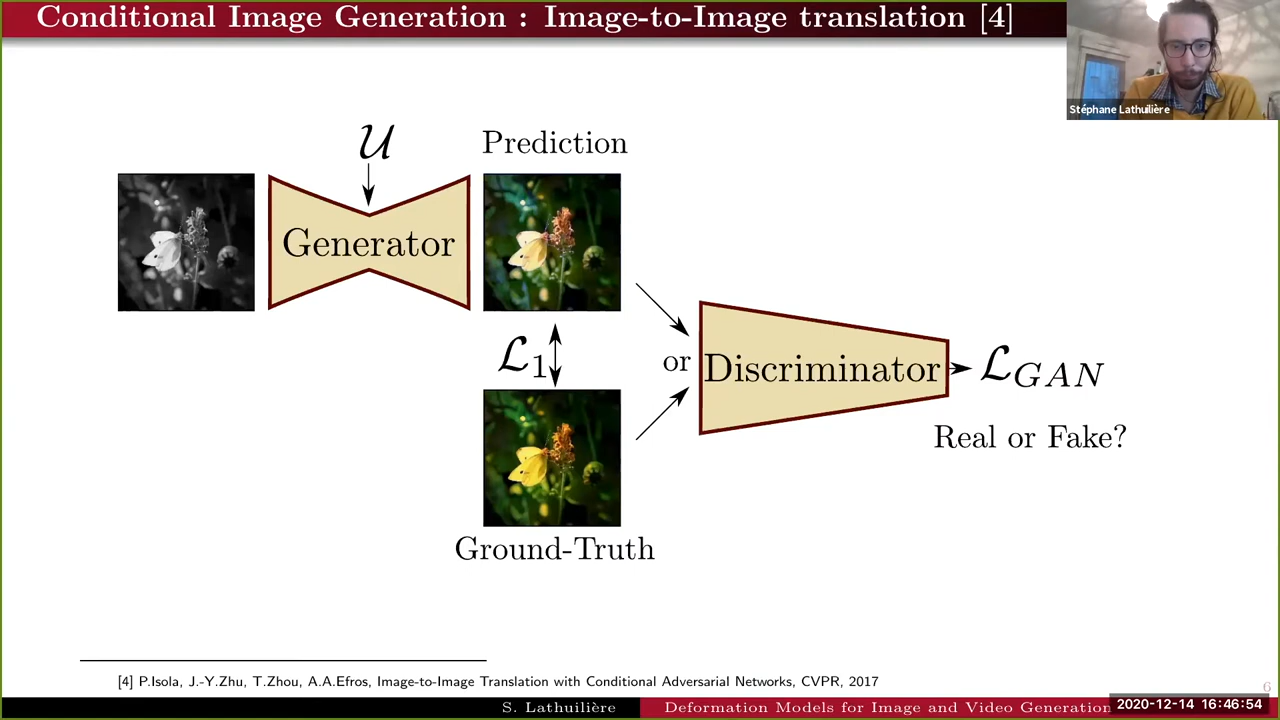 Conditional Image Generation : Image-to-Image translation [4]
Stéphane Lathuilière
𝒰
Prediction
Generator
ℒ1
or
Discriminator
ℒGAN
Real or Fake?
Ground-Truth
[4] P.Isola, J.-Y.Zhu, T.Zhou, A.A.Efros, Image-to-Image Translation with Conditional Adversarial Networks, CVPR, 2017
6
S. Lathuilière
Deformation Models for Image and Video Generation
2020-12-14 16:46:54